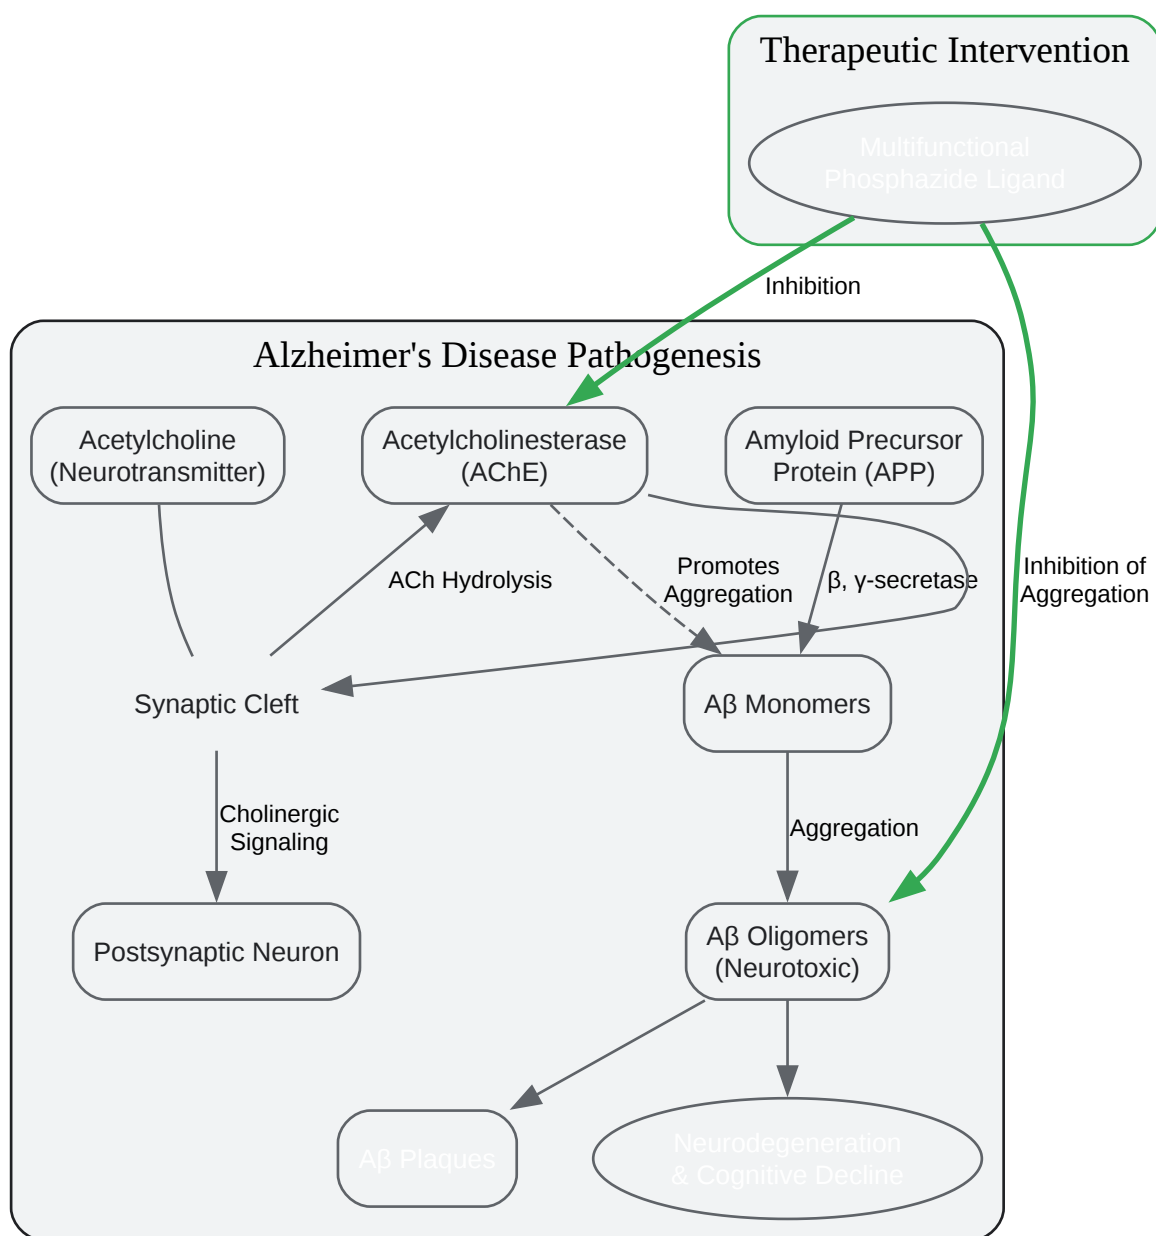 Therapeutic Intervention
Multifunctional
Phosphazide Ligand
Inhibition
Alzheimer's Disease Pathogenesis
Acetylcholine
(Neurotransmitter)
Acetylcholinesterase
(AChE)
Amyloid Precursor
Protein (APP)
ACh Hydrolysis
Promotes
Aggregation
β, γ-secretase
Inhibition of
Aggregation
Synaptic Cleft
Aβ Monomers
Cholinergic
Signaling
Aggregation
Postsynaptic Neuron
Aβ Oligomers
(Neurotoxic)
Aβ Plaques
Neurodegeneration
& Cognitive Decline